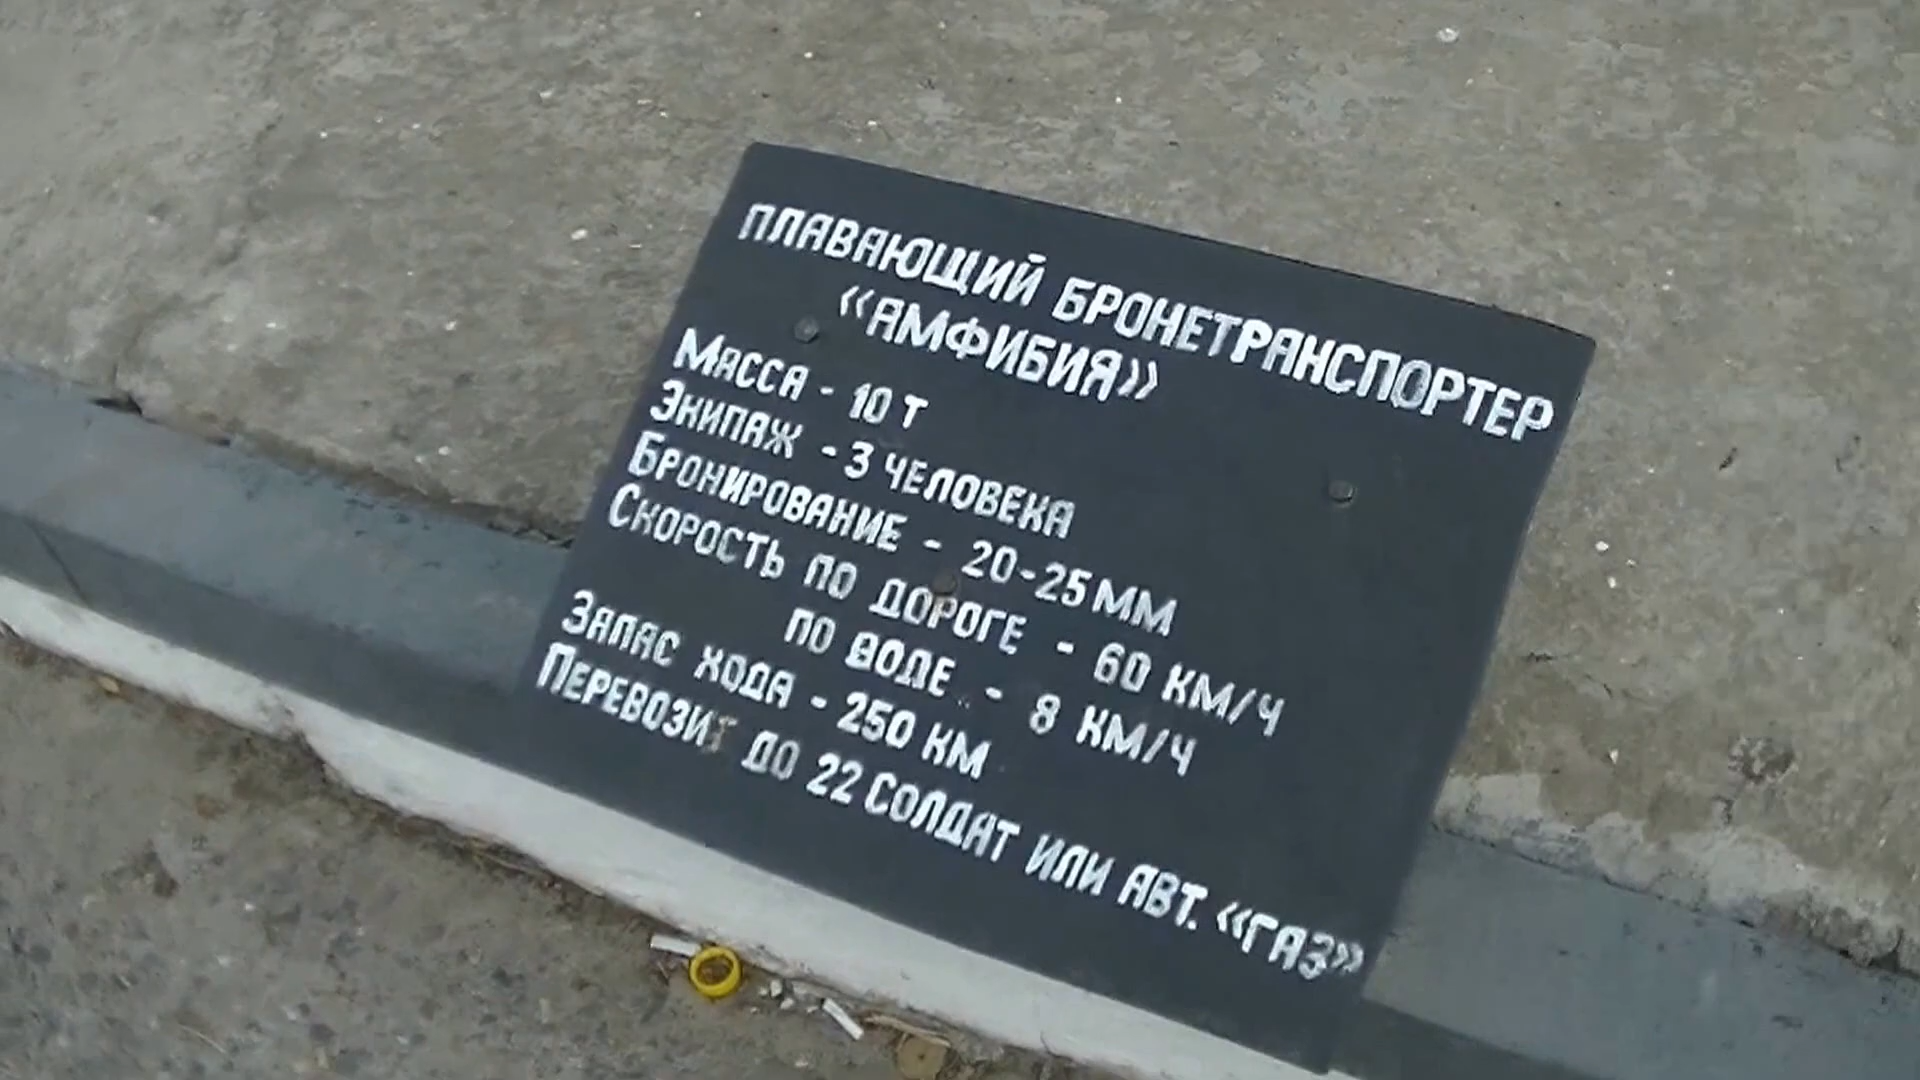 ПЛАВАЮЩИЙ БРОНЕТРАНСПОРТЕР
«АМФИБИЯ»
МАССА - 10 Т
ЭКИПАЖ - 3 ЧЕЛОВЕКА
БРОНИРОВАНИЕ - 20-25 ММ
СКОРОСТЬ ПО ДОРОГЕ - 60 КМ/Ч
ПО ВОДЕ - 8 КМ/Ч
ЗАПАС ХОДА - 250 КМ
ПЕРЕВОЗИТ ДО 22 СОЛДАТ ИЛИ АВТ. «ГАЗ»